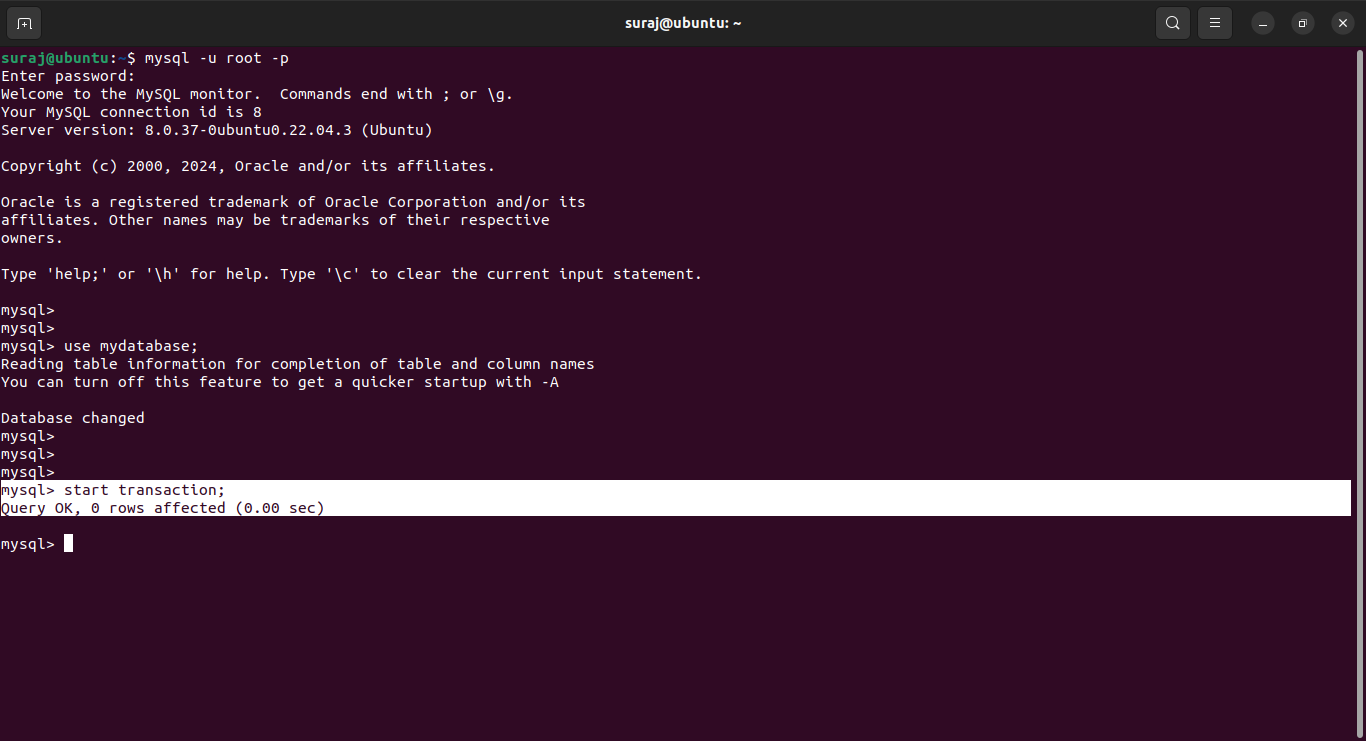 suraj@ubuntu: ~
suraj@ubuntu:~$ mysql -u root -p
Enter password:
Welcome to the MySQL monitor.  Commands end with ; or \g.
Your MySQL connection id is 8
Server version: 8.0.37-0ubuntu0.22.04.3 (Ubuntu)
Copyright (c) 2000, 2024, Oracle and/or its affiliates.
Oracle is a registered trademark of Oracle Corporation and/or its
affiliates. Other names may be trademarks of their respective
owners.
Type 'help;' or '\h' for help. Type '\c' to clear the current input statement.
mysql>
mysql>
mysql> use mydatabase;
Reading table information for completion of table and column names
You can turn off this feature to get a quicker startup with -A
Database changed
mysql>
mysql>
mysql>
mysql> start transaction;
Query OK, 0 rows affected (0.00 sec)
mysql>